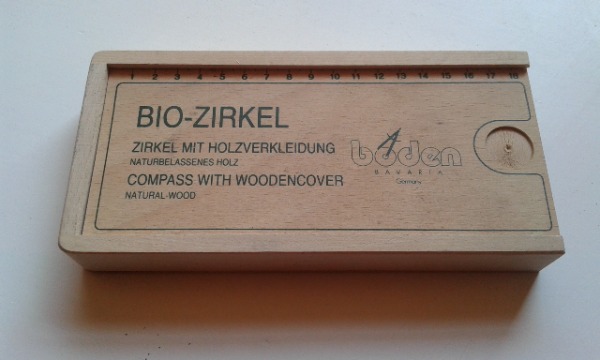 1 2 3 4 5 6 7 8 9 10 11 12 13 14 15 16 17 18
BIO-ZIRKEL
ZIRKEL MIT HOLZVERKLEIDUNG
NATURBELASSENES HOLZ
COMPASS WITH WOODENCOVER
NATURAL-WOOD
boden
BAVARIA
Germany